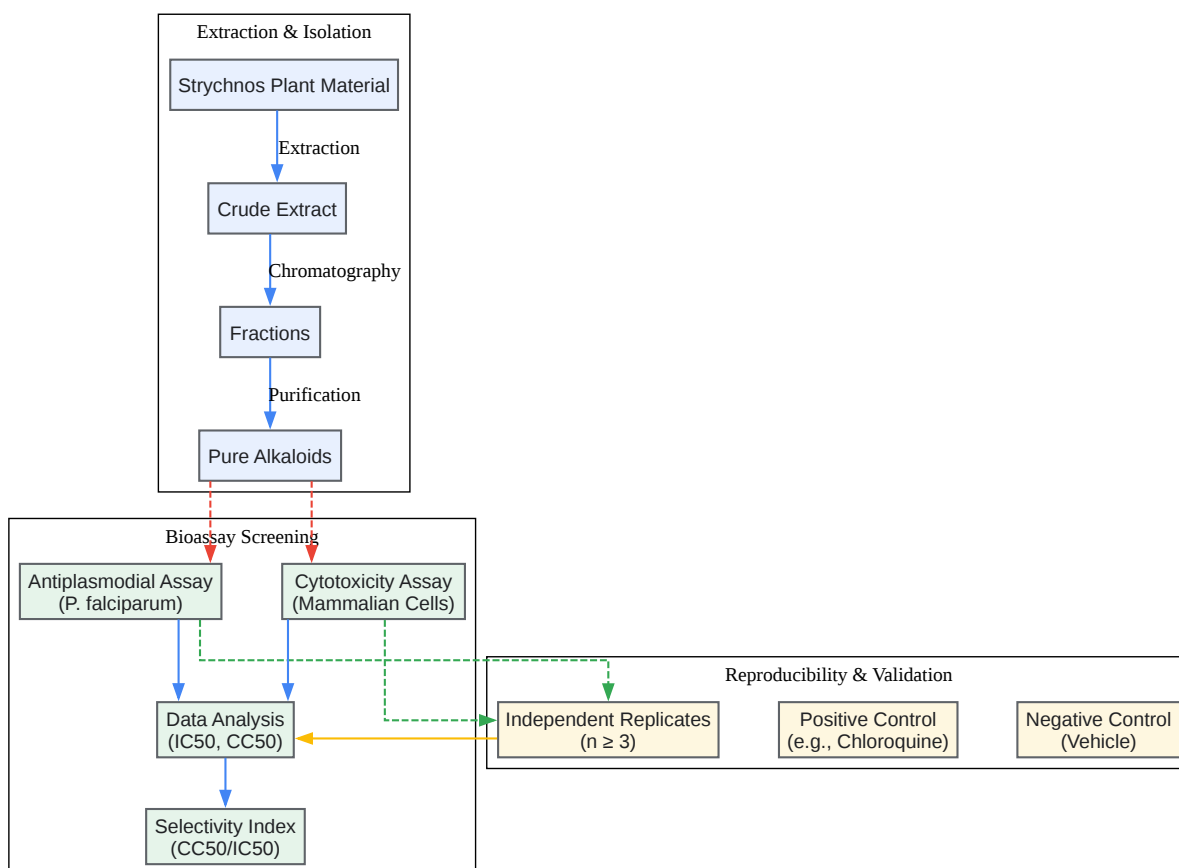 Extraction & Isolation
Strychnos Plant Material
Extraction
Crude Extract
Chromatography
Fractions
Purification
Pure Alkaloids
Bioassay Screening
Antiplasmodial Assay
(P. falciparum)
Cytotoxicity Assay
(Mammalian Cells)
Data Analysis
(IC50, CC50)
Selectivity Index
(CC50/IC50)
Reproducibility & Validation
Independent Replicates
(n ≥ 3)
Positive Control
(e.g., Chloroquine)
Negative Control
(Vehicle)